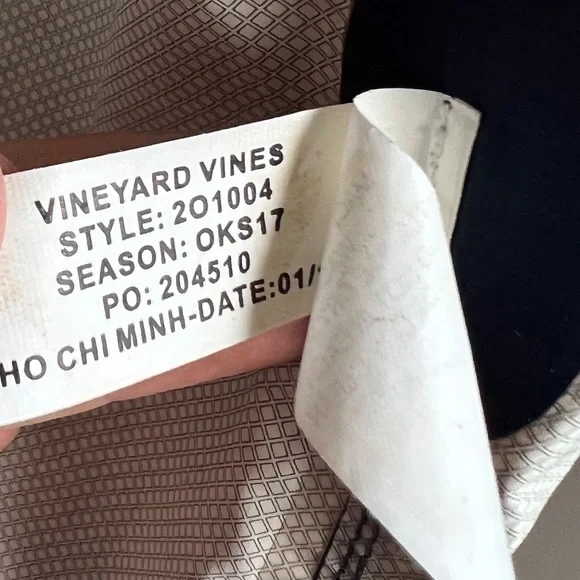 VINEYARD VINES
STYLE: 2O1004
SEASON: OKS17
PO: 204510
HO CHI MINH-DATE:01/